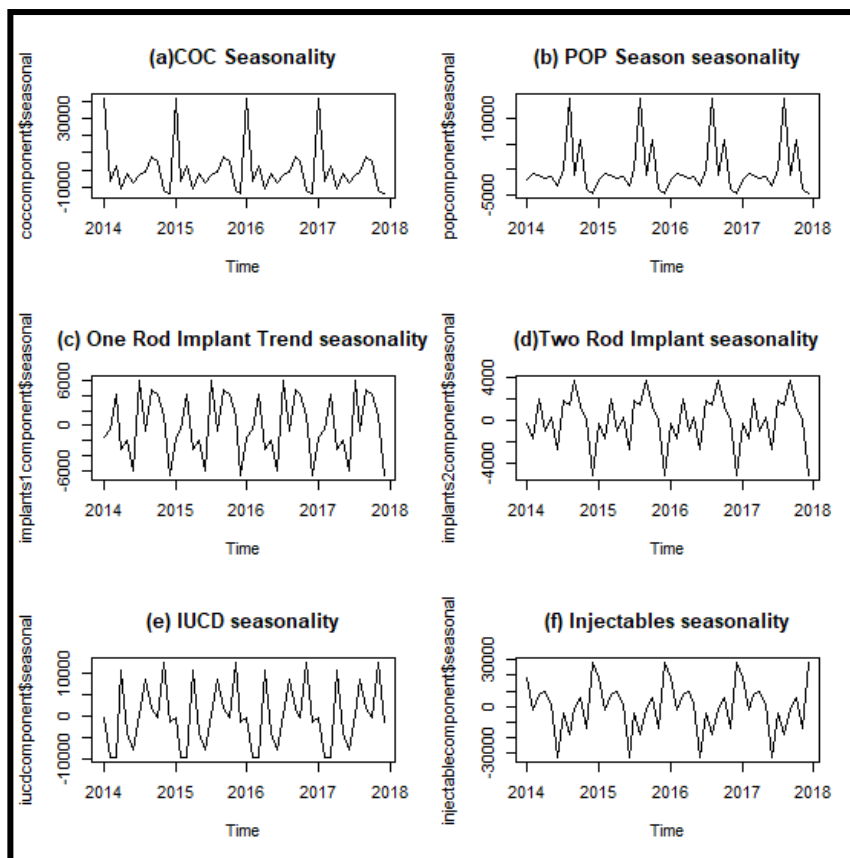 (a)COC Seasonality
coccomponent$seasonal
-10000 10000 30000
2014 2015 2016 2017 2018
Time
(b) POP Season seasonality
popcomponent$seasonal
-5000 10000
2014 2015 2016 2017 2018
Time
(c) One Rod Implant Trend seasonality
implants1component$seasonal
-6000 0 6000
2014 2015 2016 2017 2018
Time
(d)Two Rod Implant seasonality
implants2component$seasonal
-4000 0 4000
2014 2015 2016 2017 2018
Time
(e) IUCD seasonality
iucdcomponent$seasonal
-10000 0 10000
2014 2015 2016 2017 2018
Time
(f) Injectables seasonality
injectablecomponent$seasonal
-30000 0 30000
2014 2015 2016 2017 2018
Time